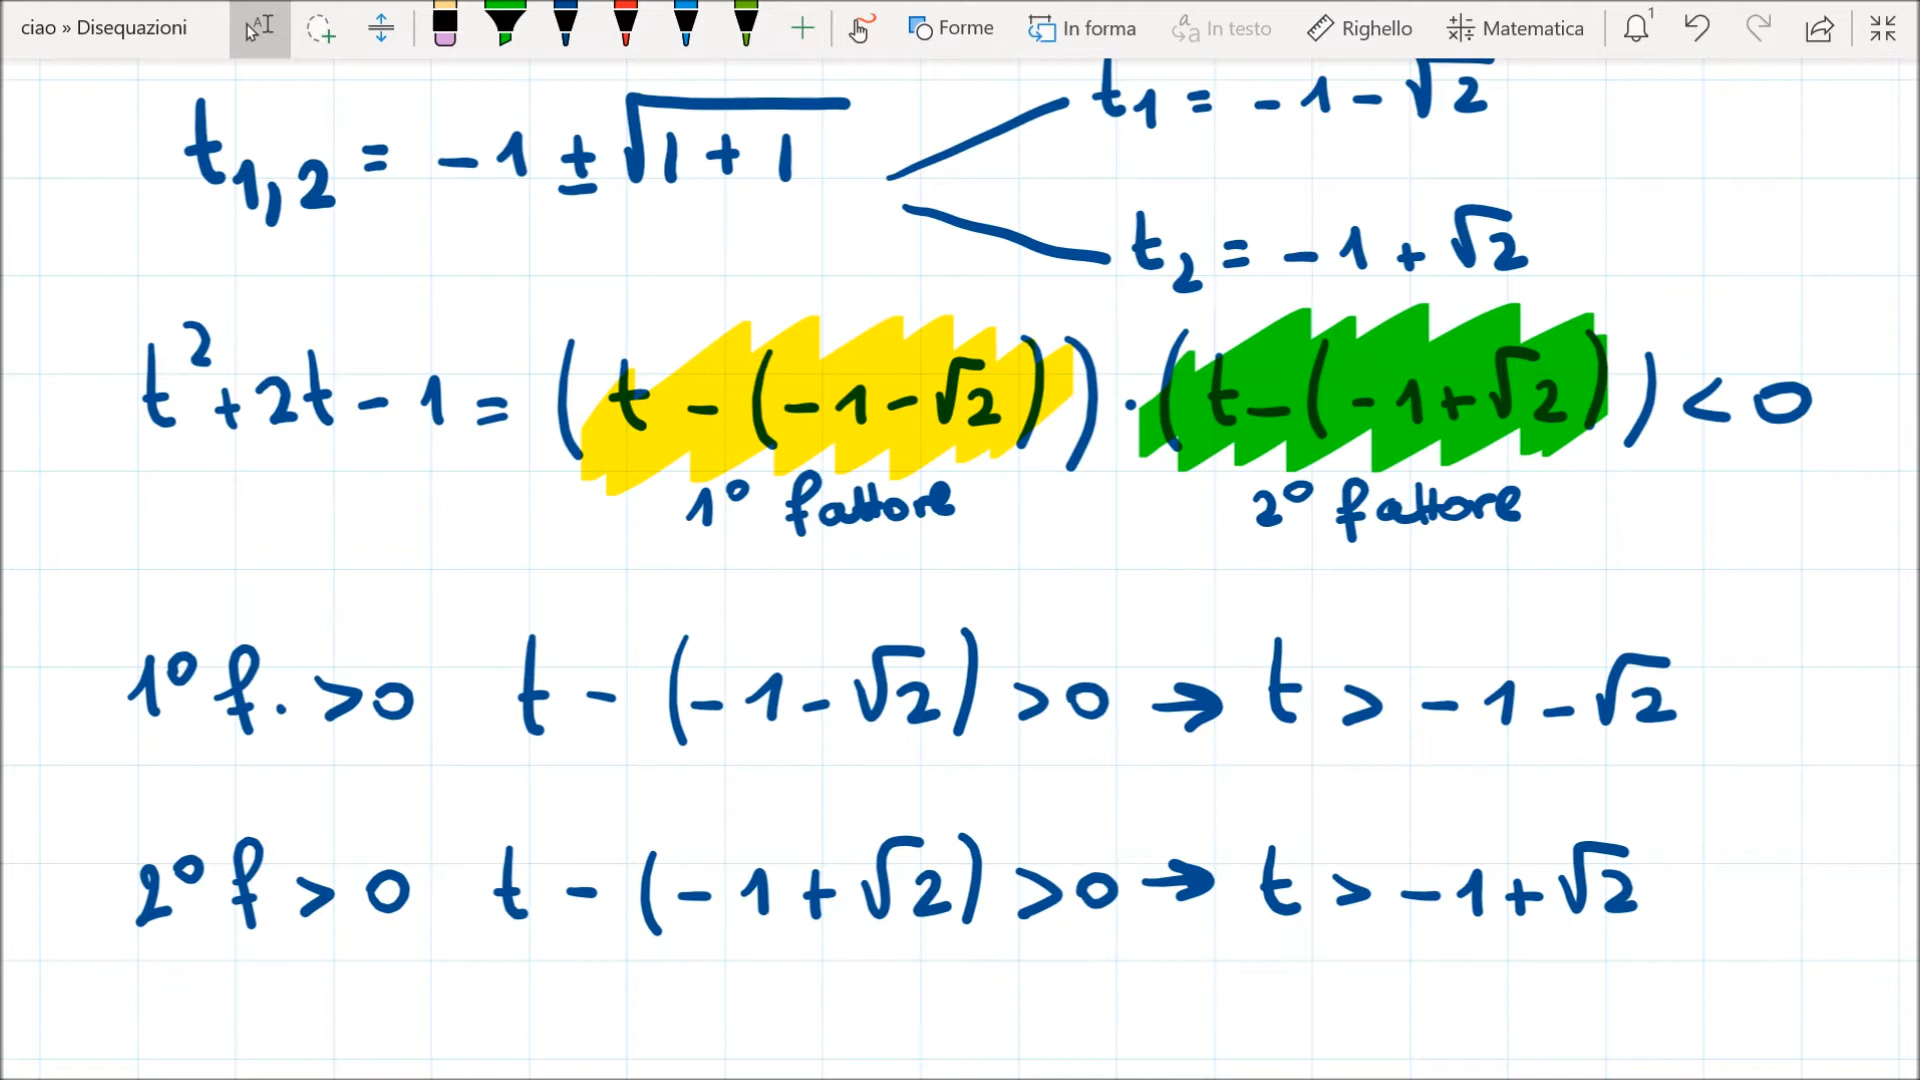 ciao » Disequazioni Forme In forma In testo Righello Matematica 1
t1 = -1 - √2
t1,2 = -1 ± √1 + 1
t2 = -1 + √2
t² + 2t - 1 = (t - (-1 - √2)) · (t - (-1 + √2)) < 0
1° fattore 2° fattore
1° f. > 0 t - (-1 - √2) > 0 → t > -1 - √2
2° f > 0 t - (-1 + √2) > 0 → t > -1 + √2